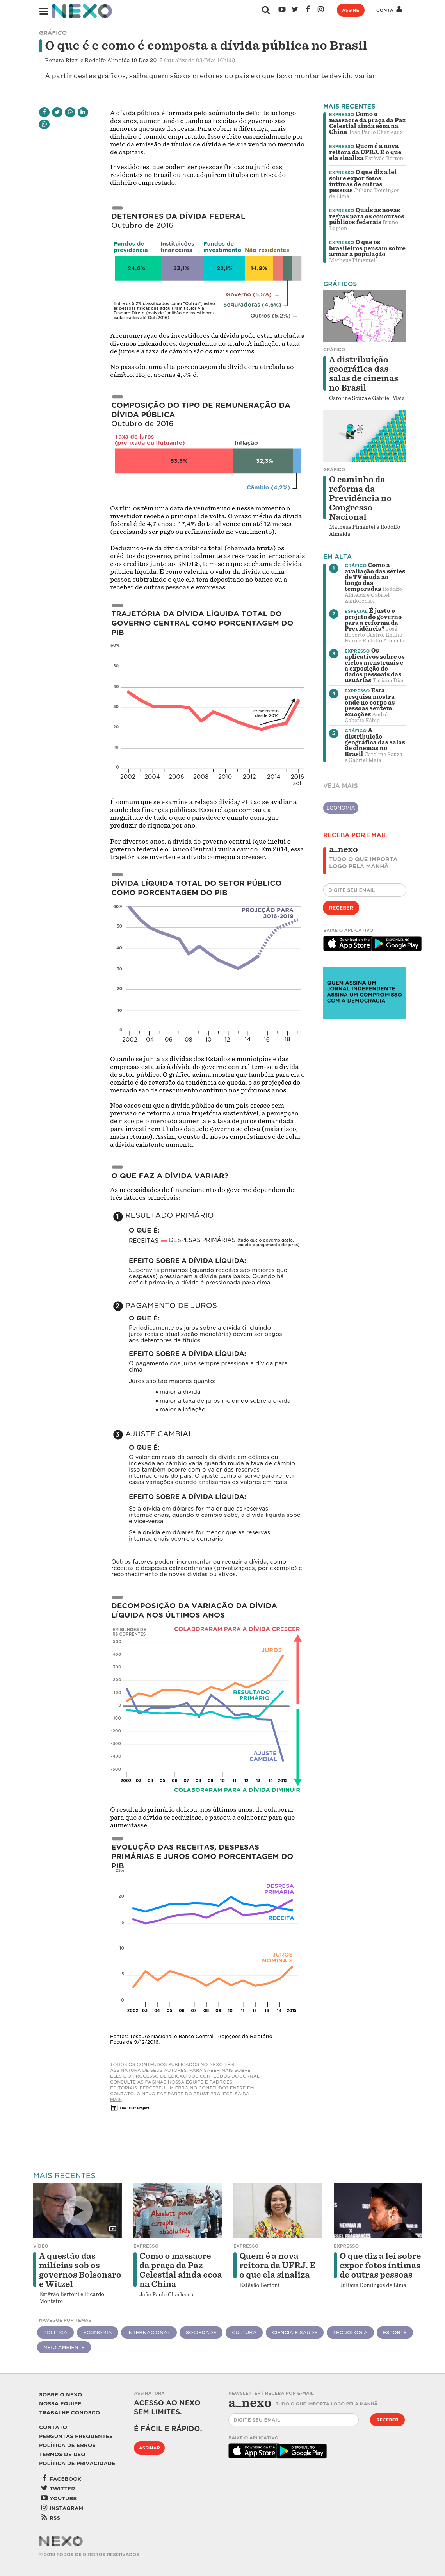 NEXO
ASSINE
CONTA
GRÁFICO
O que é e como é composta a dívida pública no Brasil
Renata Rizzi e Rodolfo Almeida 19 Dez 2016 (atualizado 03/Mai 16h55)
A partir destes gráficos, saiba quem são os credores do país e o que faz o montante devido variar
A dívida pública é formada pelo acúmulo de deficits ao longo
dos anos, aumentando quando as receitas do governo são
menores que suas despesas. Para cobrir a diferença, mais
crédito é tomado emprestado. Isso é feito essencialmente por
meio de emissão de títulos de dívida e de sua venda no mercado
de capitais.
Investidores, que podem ser pessoas físicas ou jurídicas,
residentes no Brasil ou não, adquirem títulos em troca do
dinheiro emprestado.
DETENTORES DA DÍVIDA FEDERAL
Outubro de 2016
Fundos de previdência
Instituições financeiras
Fundos de investimento
Não-residentes
24,6%
23,1%
22,1%
14,9%
Governo (5,5%)
Seguradoras (4,6%)
Outros (5,2%)
Entre os 5,2% classificados como "Outros", estão
as pessoas físicas que adquiriram títulos via
Tesouro Direto (mais de 1 milhão de investidores
cadastrados até Out/2016).
A remuneração dos investidores da dívida pode estar atrelada a
diversos indexadores, dependendo do título. A inflação, a taxa
de juros e a taxa de câmbio são os mais comuns.
No passado, uma alta porcentagem da dívida era atrelada ao
câmbio. Hoje, apenas 4,2% é.
COMPOSIÇÃO DO TIPO DE REMUNERAÇÃO DA
DÍVIDA PÚBLICA
Outubro de 2016
Taxa de juros
(prefixada ou flutuante)
Inflação
63,5%
32,3%
Câmbio (4,2%)
Os títulos têm uma data de vencimento e nesse momento o
investidor recebe o principal de volta. O prazo médio da dívida
federal é de 4,7 anos e 17,4% do total vence em até 12 meses
(precisando ser pago ou refinanciado no vencimento).
Deduzindo-se da dívida pública total (chamada bruta) os
créditos do governo, tais como as reservas internacionais e os
créditos junto ao BNDES, tem-se o que se chama de dívida
líquida. É a partir da dívida líquida de um país que
se pode analisar sua saúde financeira, uma vez que a dívida
bruta simplesmente subtrai os depósitos não leva o poder de
receber de outras pessoas e empresas.
TRAJETÓRIA DA DÍVIDA LÍQUIDA TOTAL DO
GOVERNO CENTRAL COMO PORCENTAGEM DO
PIB
60%
50
40
30
20
10
0
crescimento
desde 2014
2002 2004 2006 2008 2010 2012 2014 2016
set
É comum que se examine a relação dívida/PIB ao se avaliar a
saúde das finanças públicas. Essa relação compara a
magnitude de tudo o que o país deve e quanto consegue
produzir de riqueza por ano.
Por diversos anos, a dívida do governo central (que inclui o
governo federal e o Banco Central) vinha caindo. Em 2014, essa
trajetória se inverteu e a dívida começou a crescer.
DÍVIDA LÍQUIDA TOTAL DO SETOR PÚBLICO
COMO PORCENTAGEM DO PIB
PROJEÇÃO PARA
2016-2019
60%
50
40
30
20
10
0
2002 04 06 08 10 12 14 16 18
Quando se junta as dívidas dos Estados e municípios e das
empresas estatais à dívida do governo central tem-se a dívida
do setor público. O gráfico acima mostra que também para ela o
cenário é de reversão da tendência de queda, e as projeções do
mercado são de crescimento contínuo nos próximos anos.
Nos casos em que a dívida pública de um país cresce sem
previsão de entrar em uma trajetória sustentável, a percepção
de risco pelo mercado aumenta e a taxa de juros demandada
para investir em títulos daquele governo se eleva (mais risco,
mais retorno). Assim, o custo de novos empréstimos e de rolar
a dívida existente aumenta.
O QUE FAZ A DÍVIDA VARIAR?
As necessidades de financiamento do governo dependem de
três fatores principais:
1 RESULTADO PRIMÁRIO
O QUE É:
RECEITAS — DESPESAS PRIMÁRIAS (tudo que o governo gasta,
exceto o pagamento de juros)
EFEITO SOBRE A DÍVIDA LÍQUIDA:
Superávits primários (quando receitas são maiores que
despesas) pressionam a dívida para baixo. Quando há
deficit primário, a dívida é pressionada para cima
2 PAGAMENTO DE JUROS
O QUE É:
Periodicamente os juros sobre a dívida (incluindo
juros reais e atualização monetária) devem ser pagos
aos detentores de títulos
EFEITO SOBRE A DÍVIDA LÍQUIDA:
O pagamento dos juros sempre pressiona a dívida para
cima
Juros são tão maiores quanto:
• maior a dívida
• maior a taxa de juros incidindo sobre a dívida
• maior a inflação
3 AJUSTE CAMBIAL
O QUE É:
O valor em reais da parcela da dívida em dólares ou
indexada ao câmbio varia quando muda a taxa de câmbio.
Isso também ocorre com o valor das reservas
internacionais do país. O ajuste cambial serve para refletir
essas variações quando analisamos os valores em reais
EFEITO SOBRE A DÍVIDA LÍQUIDA:
Se a dívida em dólares for maior que as reservas
internacionais, quando o câmbio sobe, a dívida líquida sobe
e vice-versa
Se a dívida em dólares for menor que as reservas
internacionais ocorre o contrário
Outros fatores podem incrementar ou reduzir a dívida, como
receitas e despesas extraordinárias (privatizações, por exemplo) e
reconhecimento de novas dívidas ou ativos.
DECOMPOSIÇÃO DA VARIAÇÃO DA DÍVIDA
LÍQUIDA NOS ÚLTIMOS ANOS
EM BILHÕES DE
R$ CORRENTES
COLABORARAM PARA A DÍVIDA CRESCER
500
400
300
200
100
0
-100
-200
-300
-400
-500
JUROS
RESULTADO
PRIMÁRIO
AJUSTE
CAMBIAL
2002 03 04 05 06 07 08 09 10 11 12 13 14 2015
COLABORARAM PARA A DÍVIDA DIMINUIR
O resultado primário deixou, nos últimos anos, de colaborar
para que a dívida se reduzisse, e passou a colaborar para que
aumentasse.
EVOLUÇÃO DAS RECEITAS, DESPESAS
PRIMÁRIAS E JUROS COMO PORCENTAGEM DO
PIB
25%
20
15
10
5
0
DESPESA
PRIMÁRIA
RECEITA
JUROS
NOMINAIS
2002 03 04 05 06 07 08 09 10 11 12 13 14 2015
Fontes: Tesouro Nacional e Banco Central. Projeções do Relatório
Focus de 9/12/2016.
TODOS OS CONTEÚDOS PUBLICADOS NO NEXO TÊM
ASSINATURA DE SEUS AUTORES. PARA SABER MAIS SOBRE
ELES E O PROCESSO DE EDIÇÃO DOS CONTEÚDOS DO JORNAL,
CONSULTE AS PÁGINAS NOSSA EQUIPE E PADRÕES
EDITORIAIS. PERCEBEU UM ERRO NO CONTEÚDO? ENTRE EM
CONTATO. O NEXO FAZ PARTE DO TRUST PROJECT. SAIBA
MAIS.
The Trust Project
MAIS RECENTES
EXPRESSO Como o
massacre da praça da Paz
Celestial ainda ecoa na
China João Paulo Charleaux
EXPRESSO Quem é a nova
reitora da UFRJ. E o que
ela sinaliza Estêvão Bertoni
EXPRESSO O que diz a lei
sobre expor fotos
íntimas de outras
pessoas Juliana Domingos
de Lima
EXPRESSO Quais as novas
regras para os concursos
públicos federais Bruno
Lupion
EXPRESSO O que os
brasileiros pensam sobre
armar a população
Matheus Pimentel
GRÁFICOS
GRÁFICO
A distribuição
geográfica das
salas de cinemas
no Brasil
Caroline Souza e Gabriel Maia
GRÁFICO
O caminho da
reforma da
Previdência no
Congresso
Nacional
Matheus Pimentel e Rodolfo
Almeida
EM ALTA
1 GRÁFICO Como a
avaliação das séries
de TV muda ao
longo das
temporadas Rodolfo
Almeida e Gabriel
Zanlorenssi
2 ESPECIAL É justo o
projeto do governo
para a reforma da
Previdência? José
Roberto Castro, Emilio
Haro e Rodolfo Almeida
3 EXPRESSO Os
aplicativos sobre os
ciclos menstruais e
a exposição de
dados pessoais das
usuárias Tatiana Dias
4 EXPRESSO Esta
pesquisa mostra
onde no corpo as
pessoas sentem
emoções André
Cabette Fábio
5 GRÁFICO A
distribuição
geográfica das salas
de cinemas no
Brasil Caroline Souza
e Gabriel Maia
VEJA MAIS
ECONOMIA
RECEBA POR EMAIL
a_nexo
TUDO O QUE IMPORTA
LOGO PELA MANHÃ
DIGITE SEU EMAIL
RECEBER
BAIXE O APLICATIVO
Download on the App Store
DISPONÍVEL NO Google Play
QUEM ASSINA UM
JORNAL INDEPENDENTE
ASSINA UM COMPROMISSO
COM A DEMOCRACIA
MAIS RECENTES
VÍDEO
A questão das
milícias sob os
governos Bolsonaro
e Witzel
Estêvão Bertoni e Ricardo
Monteiro
Absolute power
corrupts
absolutely
EXPRESSO
Como o massacre
da praça da Paz
Celestial ainda ecoa
na China
João Paulo Charleaux
EXPRESSO
Quem é a nova
reitora da UFRJ. E
o que ela sinaliza
Estêvão Bertoni
EXPRESSO
O que diz a lei sobre
expor fotos íntimas
de outras pessoas
Juliana Domingos de Lima
NAVEGUE POR TEMAS
POLÍTICA ECONOMIA INTERNACIONAL SOCIEDADE CULTURA CIÊNCIA E SAÚDE TECNOLOGIA ESPORTE
MEIO AMBIENTE
SOBRE O NEXO
NOSSA EQUIPE
TRABALHE CONOSCO
CONTATO
PERGUNTAS FREQUENTES
POLÍTICA DE ERROS
TERMOS DE USO
POLÍTICA DE PRIVACIDADE
FACEBOOK
TWITTER
YOUTUBE
INSTAGRAM
RSS
ASSINATURA
ACESSO AO NEXO
SEM LIMITES.
É FÁCIL E RÁPIDO.
ASSINAR
NEWSLETTER | RECEBA POR E-MAIL
a_nexo TUDO O QUE IMPORTA LOGO PELA MANHÃ
DIGITE SEU EMAIL
RECEBER
BAIXE O APLICATIVO
Download on the App Store
DISPONÍVEL NO Google Play
NEXO
© 2019 TODOS OS DIREITOS RESERVADOS